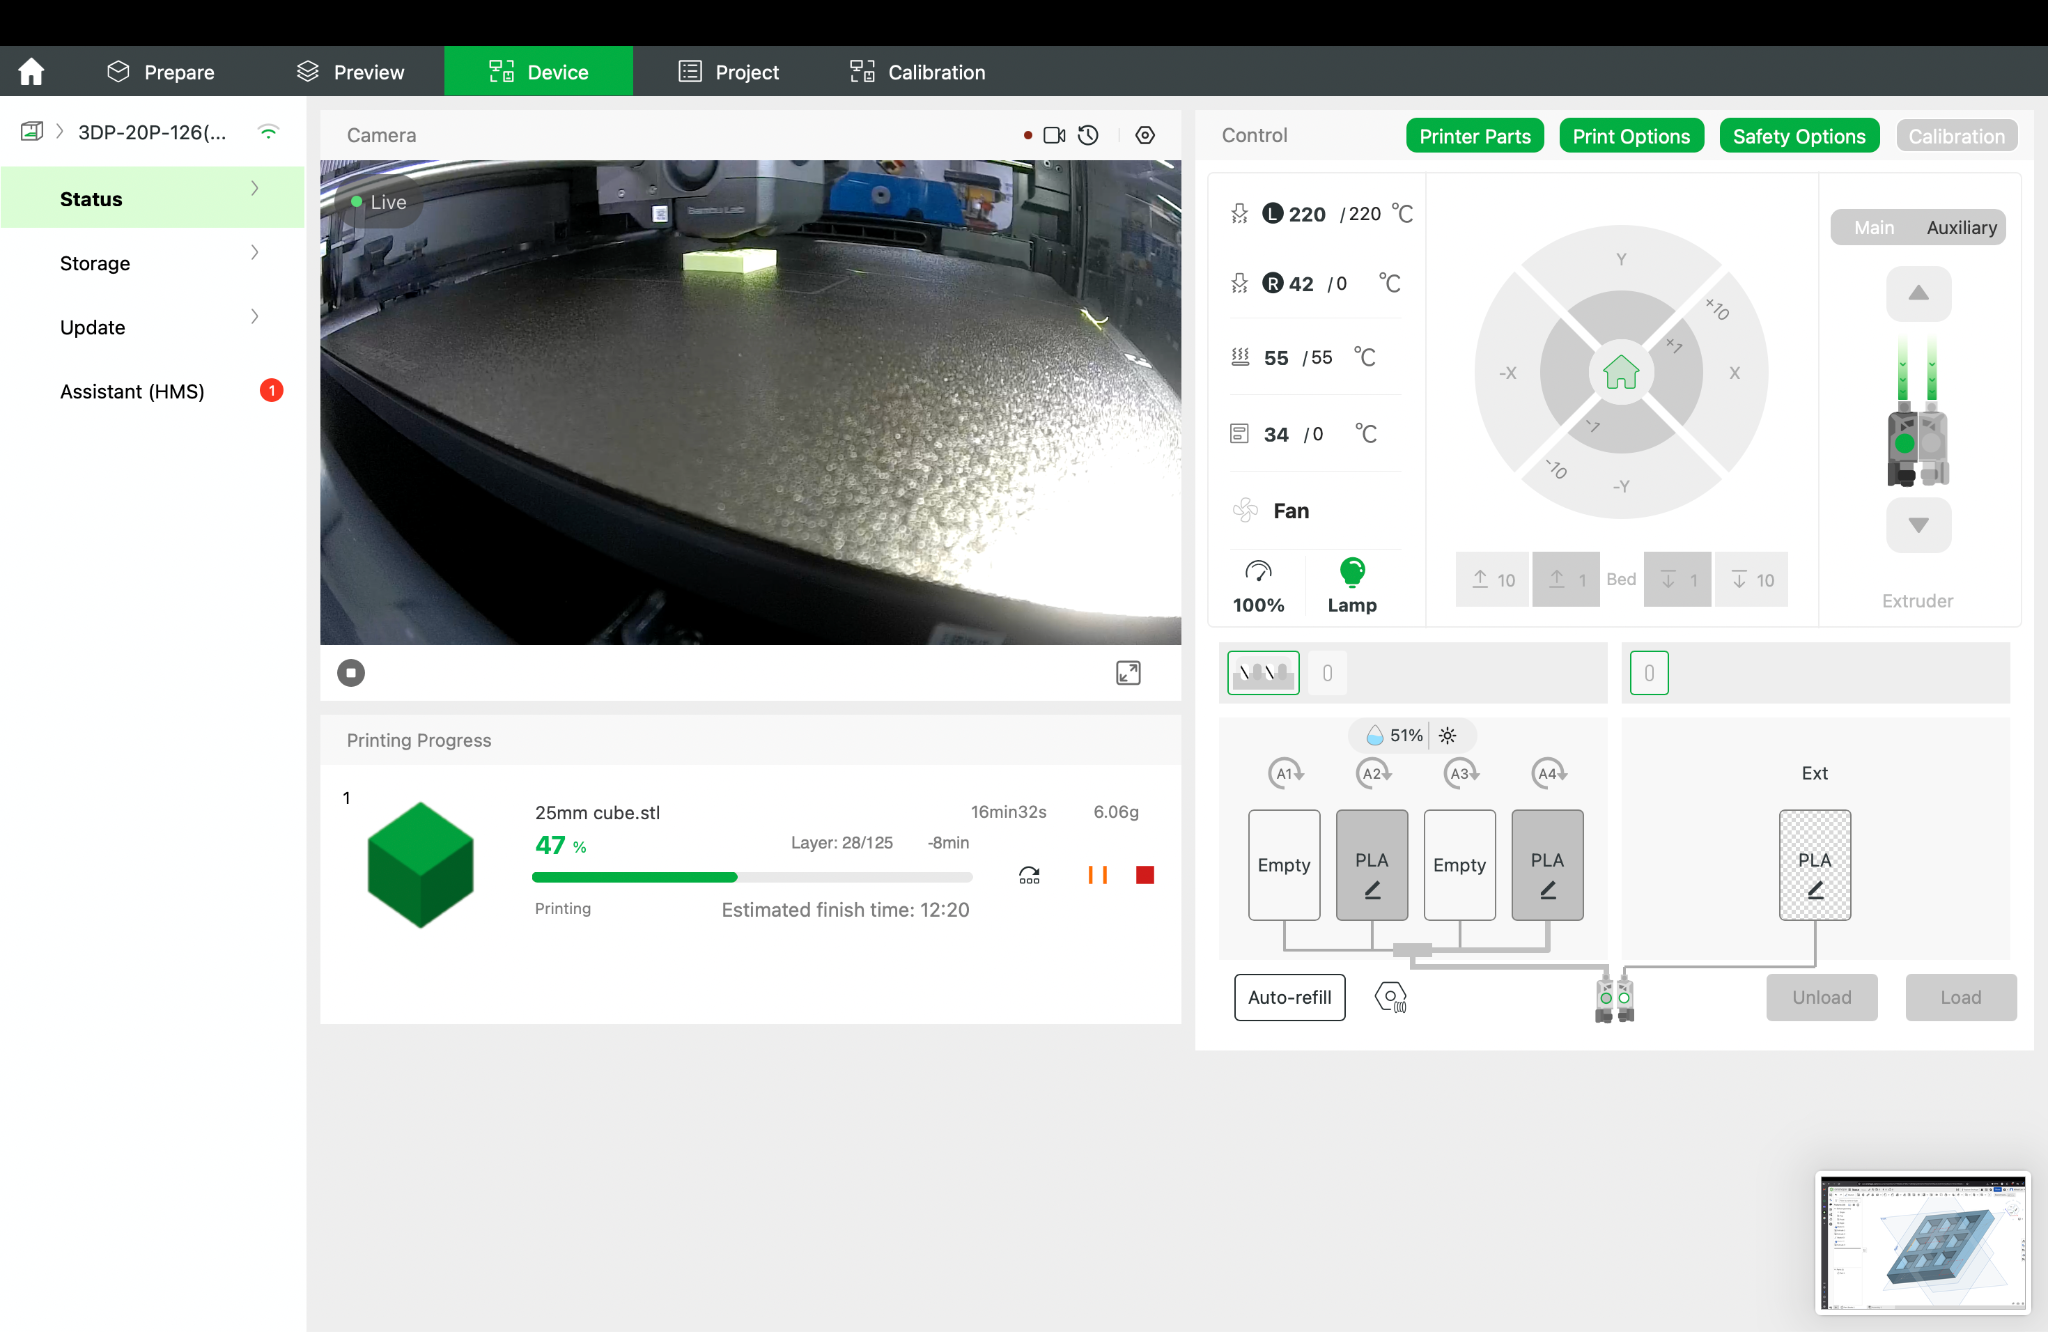 Prepare
Preview
Device
Project
Calibration
3DP-20P-126(...
Status
Storage
Update
Assistant (HMS)
1
Camera
Live
Bambu Lab
Printing Progress
1
25mm cube.stl
16min32s
6.06g
47 %
Layer: 28/125
-8min
Printing
Estimated finish time: 12:20
Control
Printer Parts
Print Options
Safety Options
Calibration
L 220 /220 °C
R 42 /0 °C
55 /55 °C
34 /0 °C
Fan
100%
Lamp
Y
+10
+1
-X
X
-1
-10
-Y
10
1
Bed
1
10
Main
Auxiliary
Extruder
51%
A1
A2
A3
A4
Empty
PLA
Empty
PLA
Ext
PLA
Auto-refill
Unload
Load